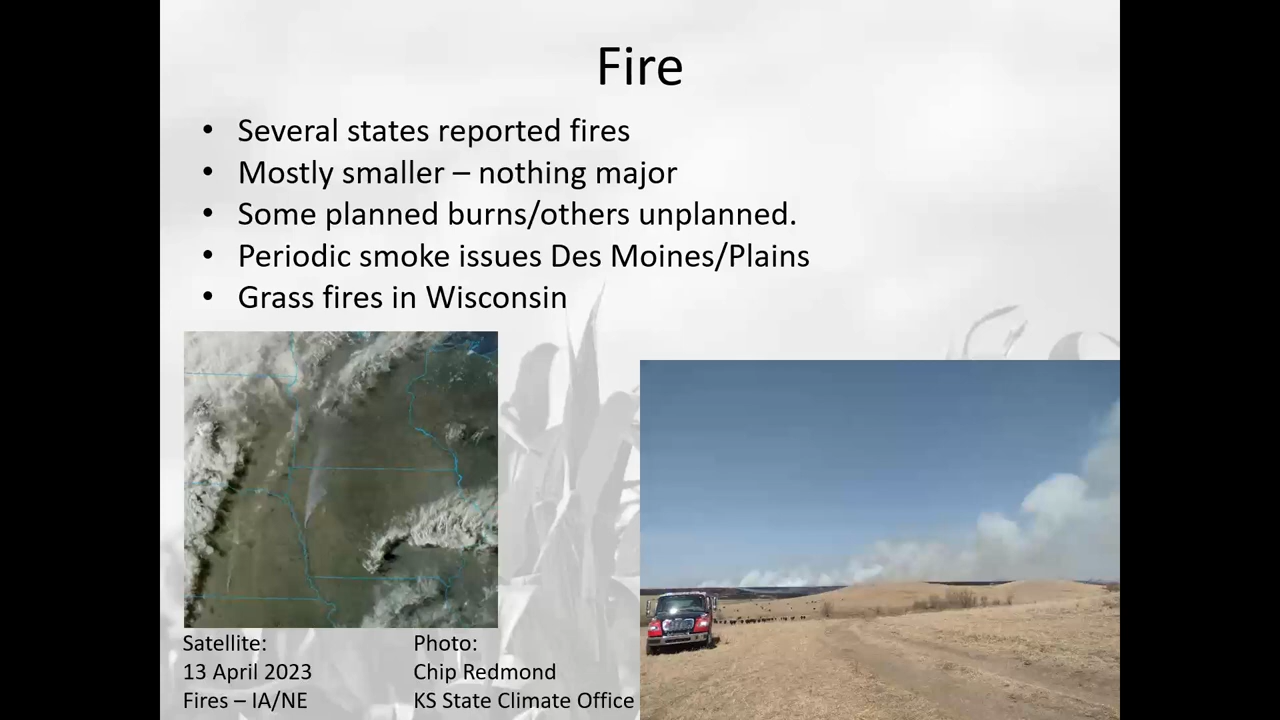 Fire
• Several states reported fires
• Mostly smaller – nothing major
• Some planned burns/others unplanned.
• Periodic smoke issues Des Moines/Plains
• Grass fires in Wisconsin
Satellite:
13 April 2023
Fires – IA/NE
Photo:
Chip Redmond
KS State Climate Office